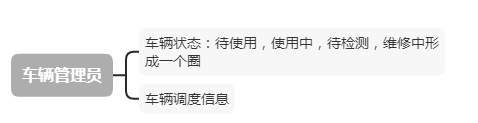 车辆管理员
车辆状态：待使用，使用中，待检测，维修中形
成一个圈
车辆调度信息